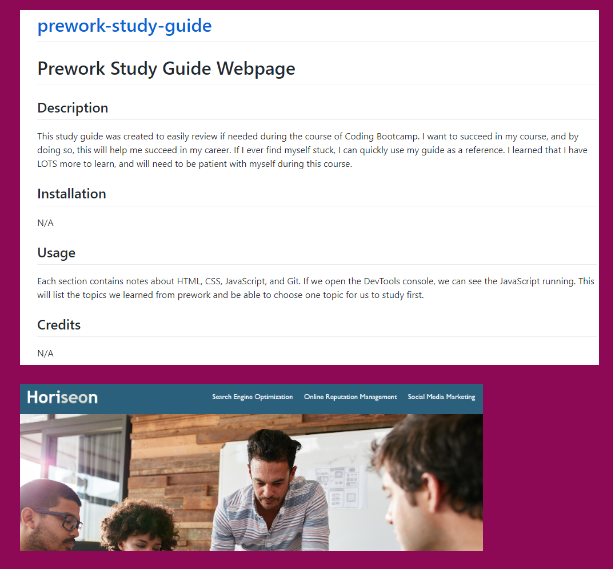 prework-study-guide
Prework Study Guide Webpage
Description
This study guide was created to easily review if needed during the course of Coding Bootcamp. I want to succeed in my course, and by
doing so, this will help me succeed in my career. If I ever find myself stuck, I can quickly use my guide as a reference. I learned that I have
LOTS more to learn, and will need to be patient with myself during this course.
Installation
N/A
Usage
Each section contains notes about HTML, CSS, JavaScript, and Git. If we open the DevTools console, we can see the JavaScript running. This
will list the topics we learned from prework and be able to choose one topic for us to study first.
Credits
N/A
Horiseon Search Engine Optimization Online Reputation Management Social Media Marketing